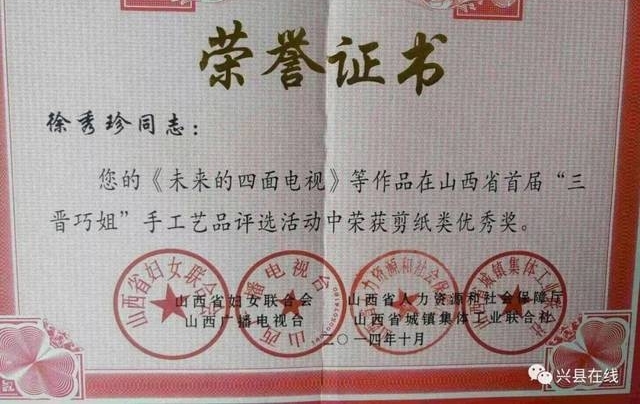 荣誉证书
徐秀珍同志：
您的《未来的四面电视》等作品在山西省首届“三
晋巧姐”手工艺品评选活动中荣获剪纸类优秀奖。
山西省妇女联合会 山西省人力资源和社会保障厅
山西广播电视台 山西省城镇集体工业联合社
二〇一四年十月
兴县在线